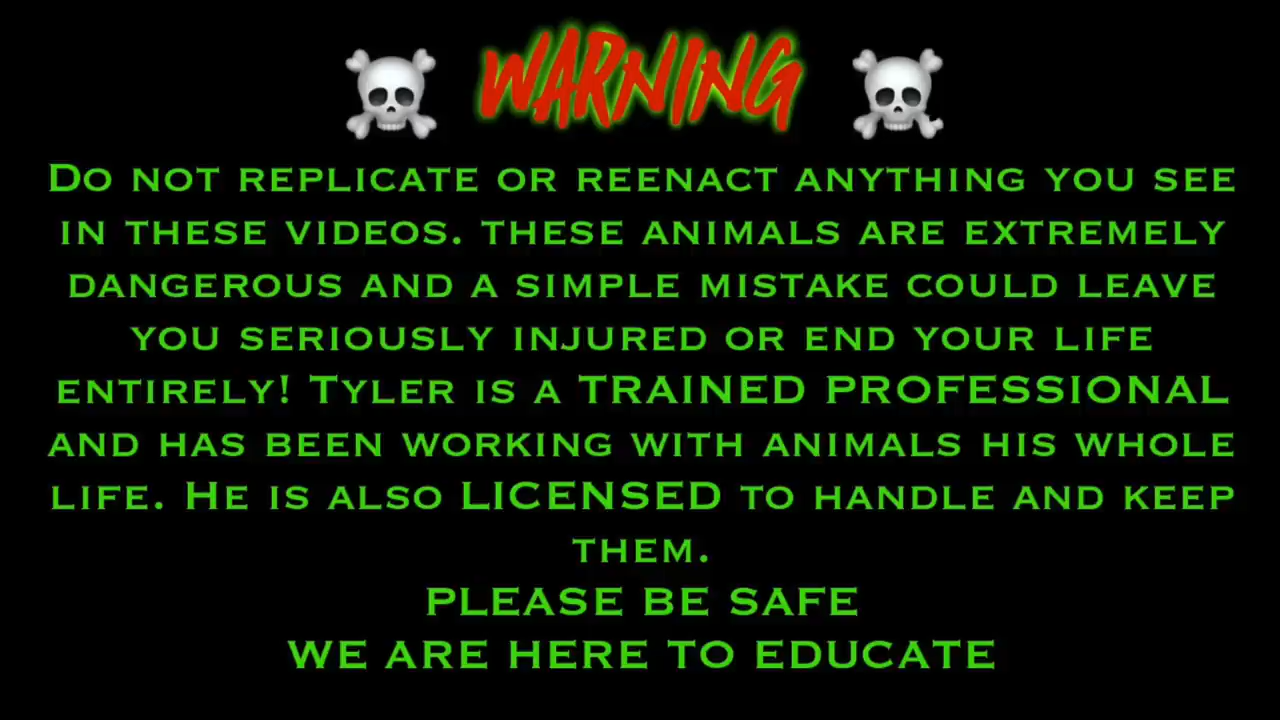 WARNING
Do not replicate or reenact anything you see
in these videos. these animals are extremely
dangerous and a simple mistake could leave
you seriously injured or end your life
entirely! Tyler is a TRAINED PROFESSIONAL
and has been working with animals his whole
life. He is also LICENSED to handle and keep
them.
PLEASE BE SAFE
WE ARE HERE TO EDUCATE